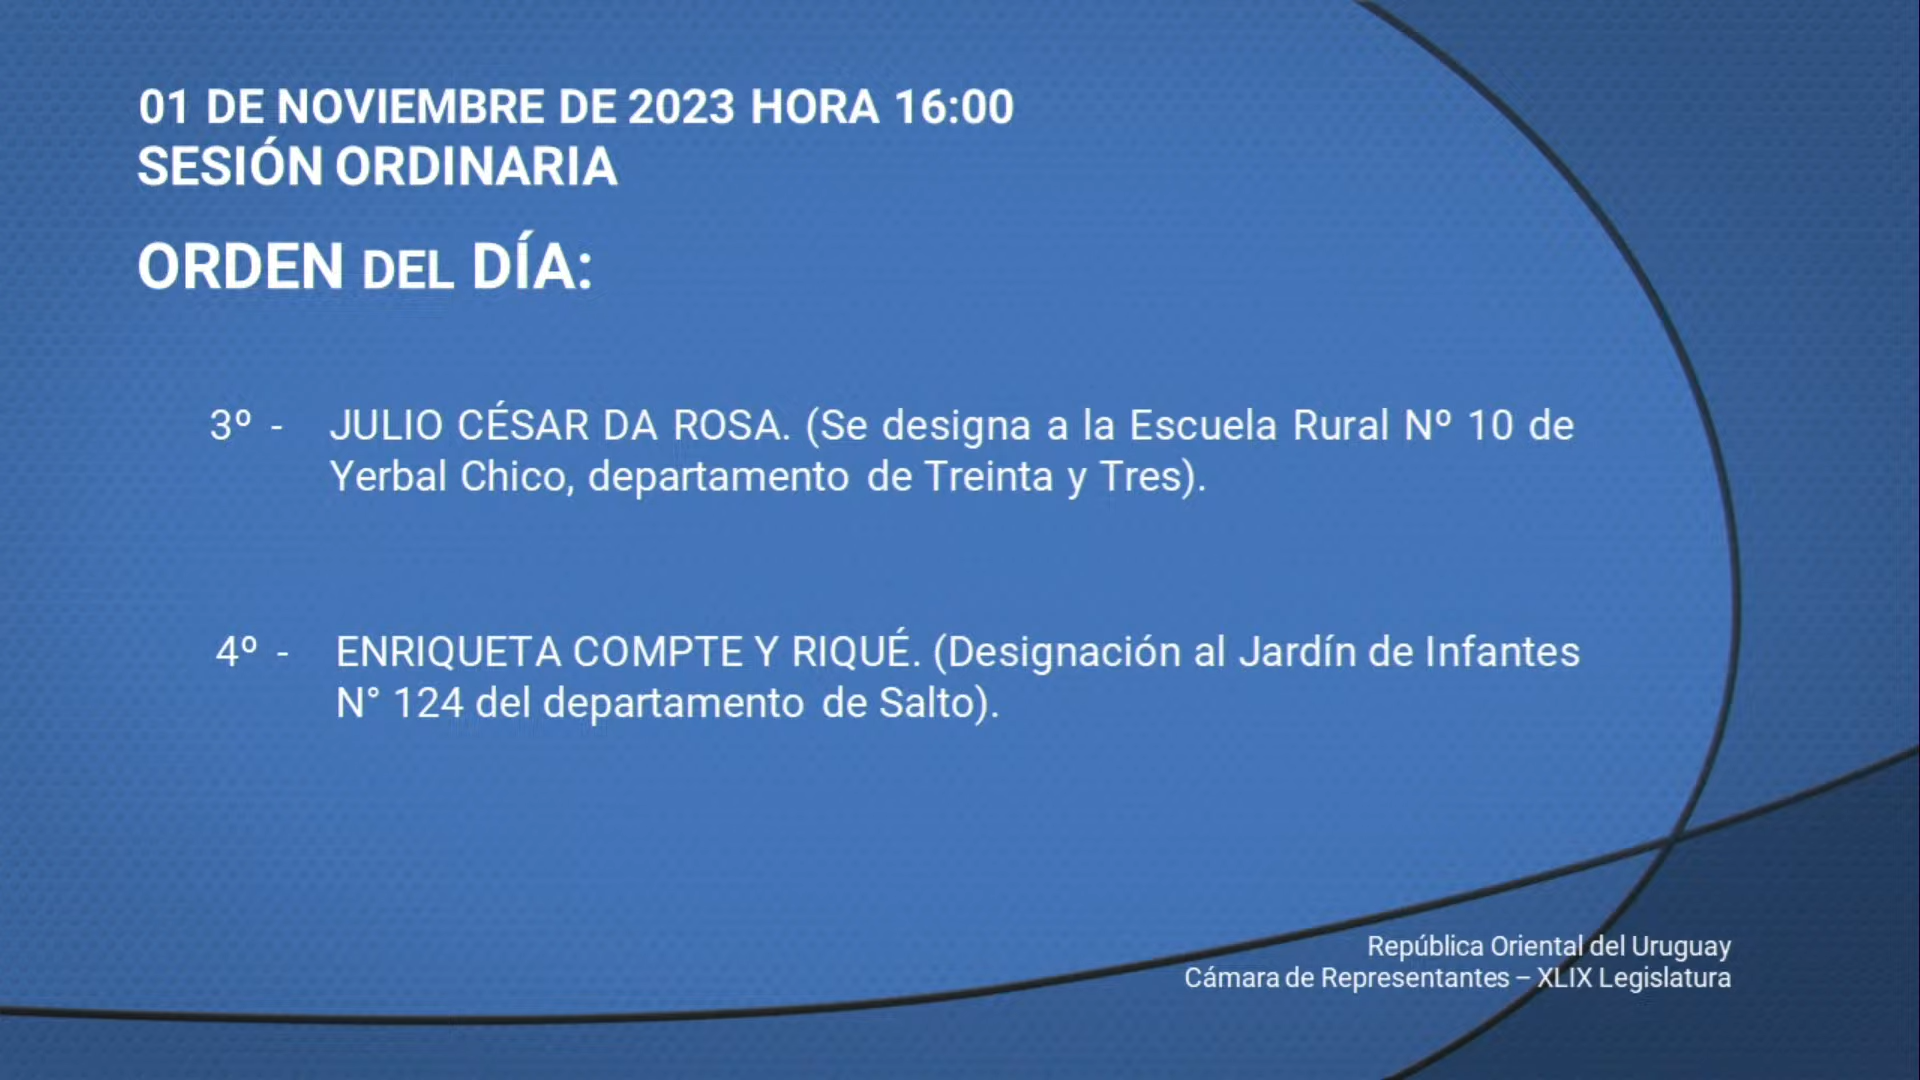 01 DE NOVIEMBRE DE 2023 HORA 16:00
SESIÓN ORDINARIA
ORDEN DEL DÍA:
3º - JULIO CÉSAR DA ROSA. (Se designa a la Escuela Rural Nº 10 de
Yerbal Chico, departamento de Treinta y Tres).
4º - ENRIQUETA COMPTE Y RIQUÉ. (Designación al Jardín de Infantes
N° 124 del departamento de Salto).
República Oriental del Uruguay
Cámara de Representantes – XLIX Legislatura